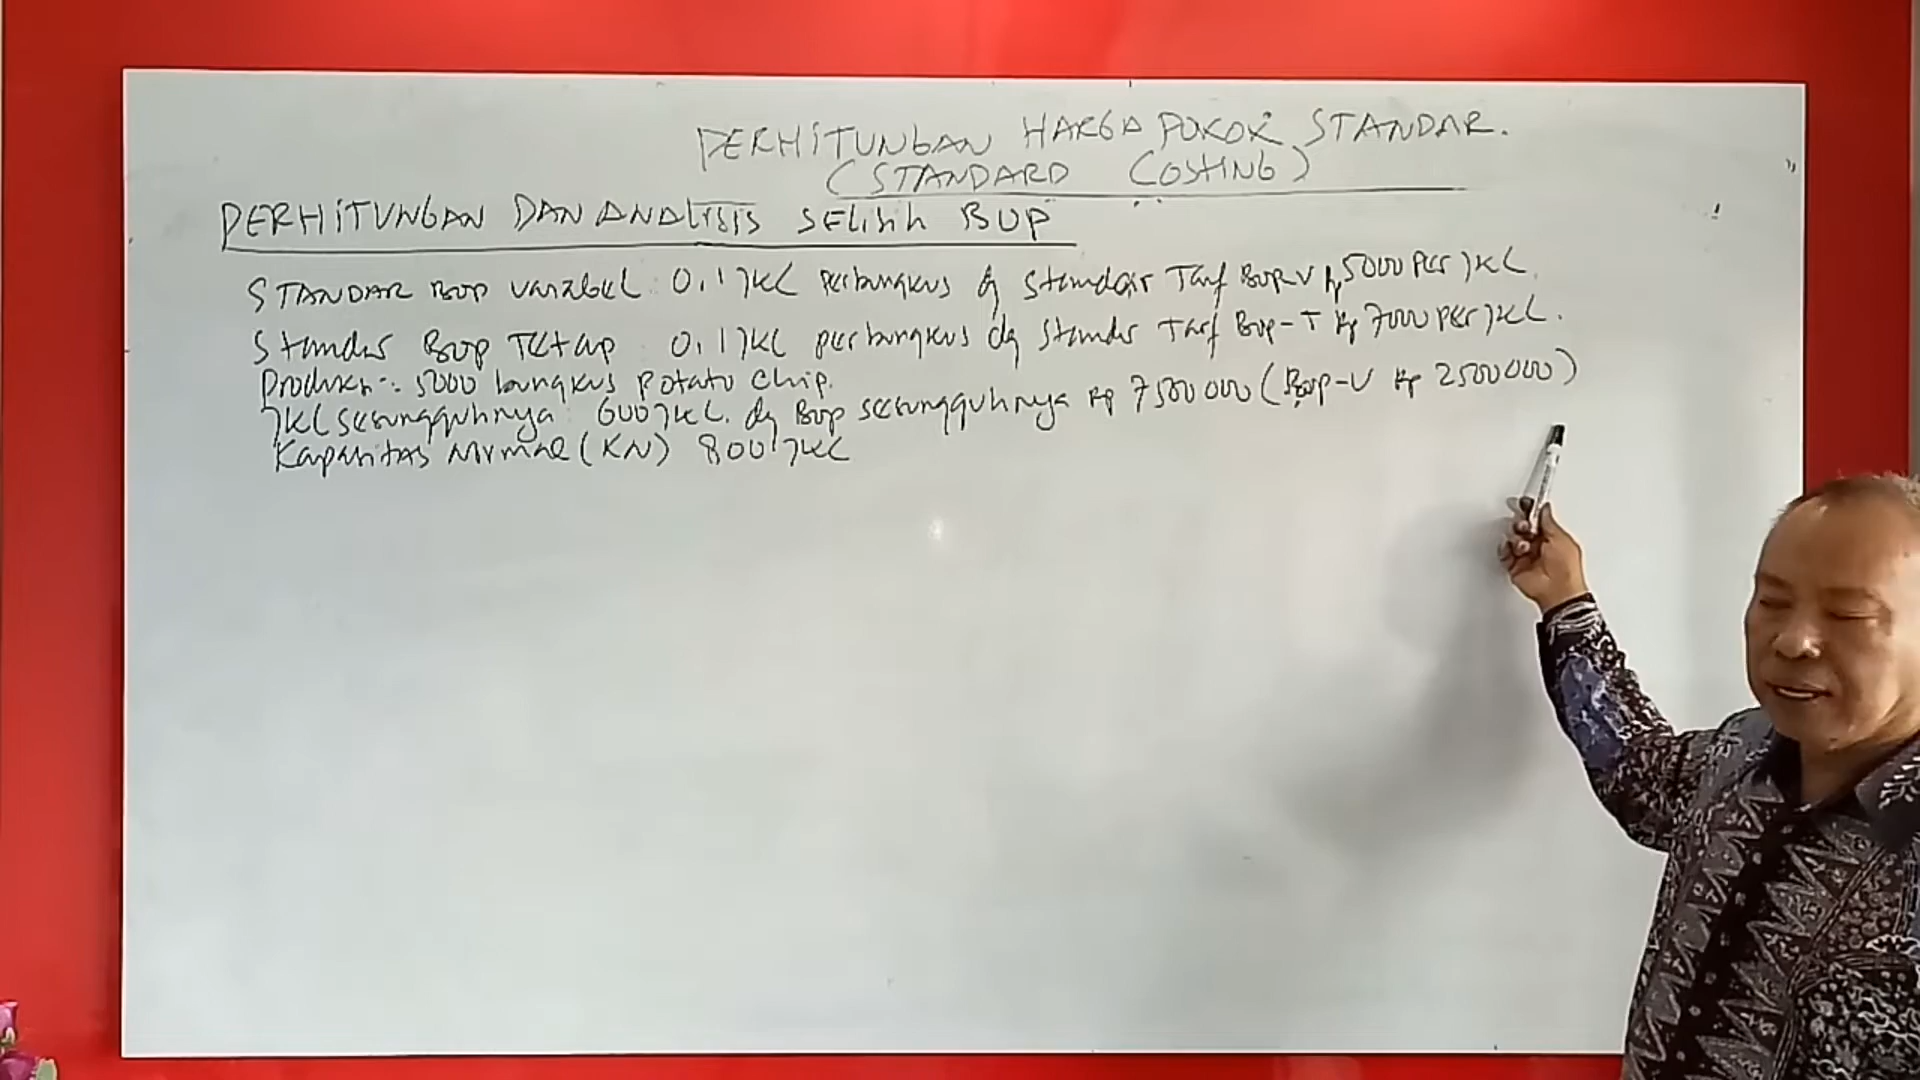 PERHITUNGAN HARGA POKOK STANDAR.
(STANDARD COSTING)
PERHITUNGAN DAN ANALISIS SELISIH BOP
STANDAR BOP variabel : 0.1 JKL perbungkus dg standar Tarif BOP-V Rp 5000 per JKL.
Standar BOP Tetap 0.1 JKL perbungkus dg standar Tarif Bop-T Rp 7000 per JKL.
Produksi : 5000 bungkus potato chip.
JKL sesungguhnya : 600 JKL. dg Bop sesungguhnya Rp 7500 000 (Bop-V Rp 2500 000)
Kapasitas Normal (KN) 800 JKL